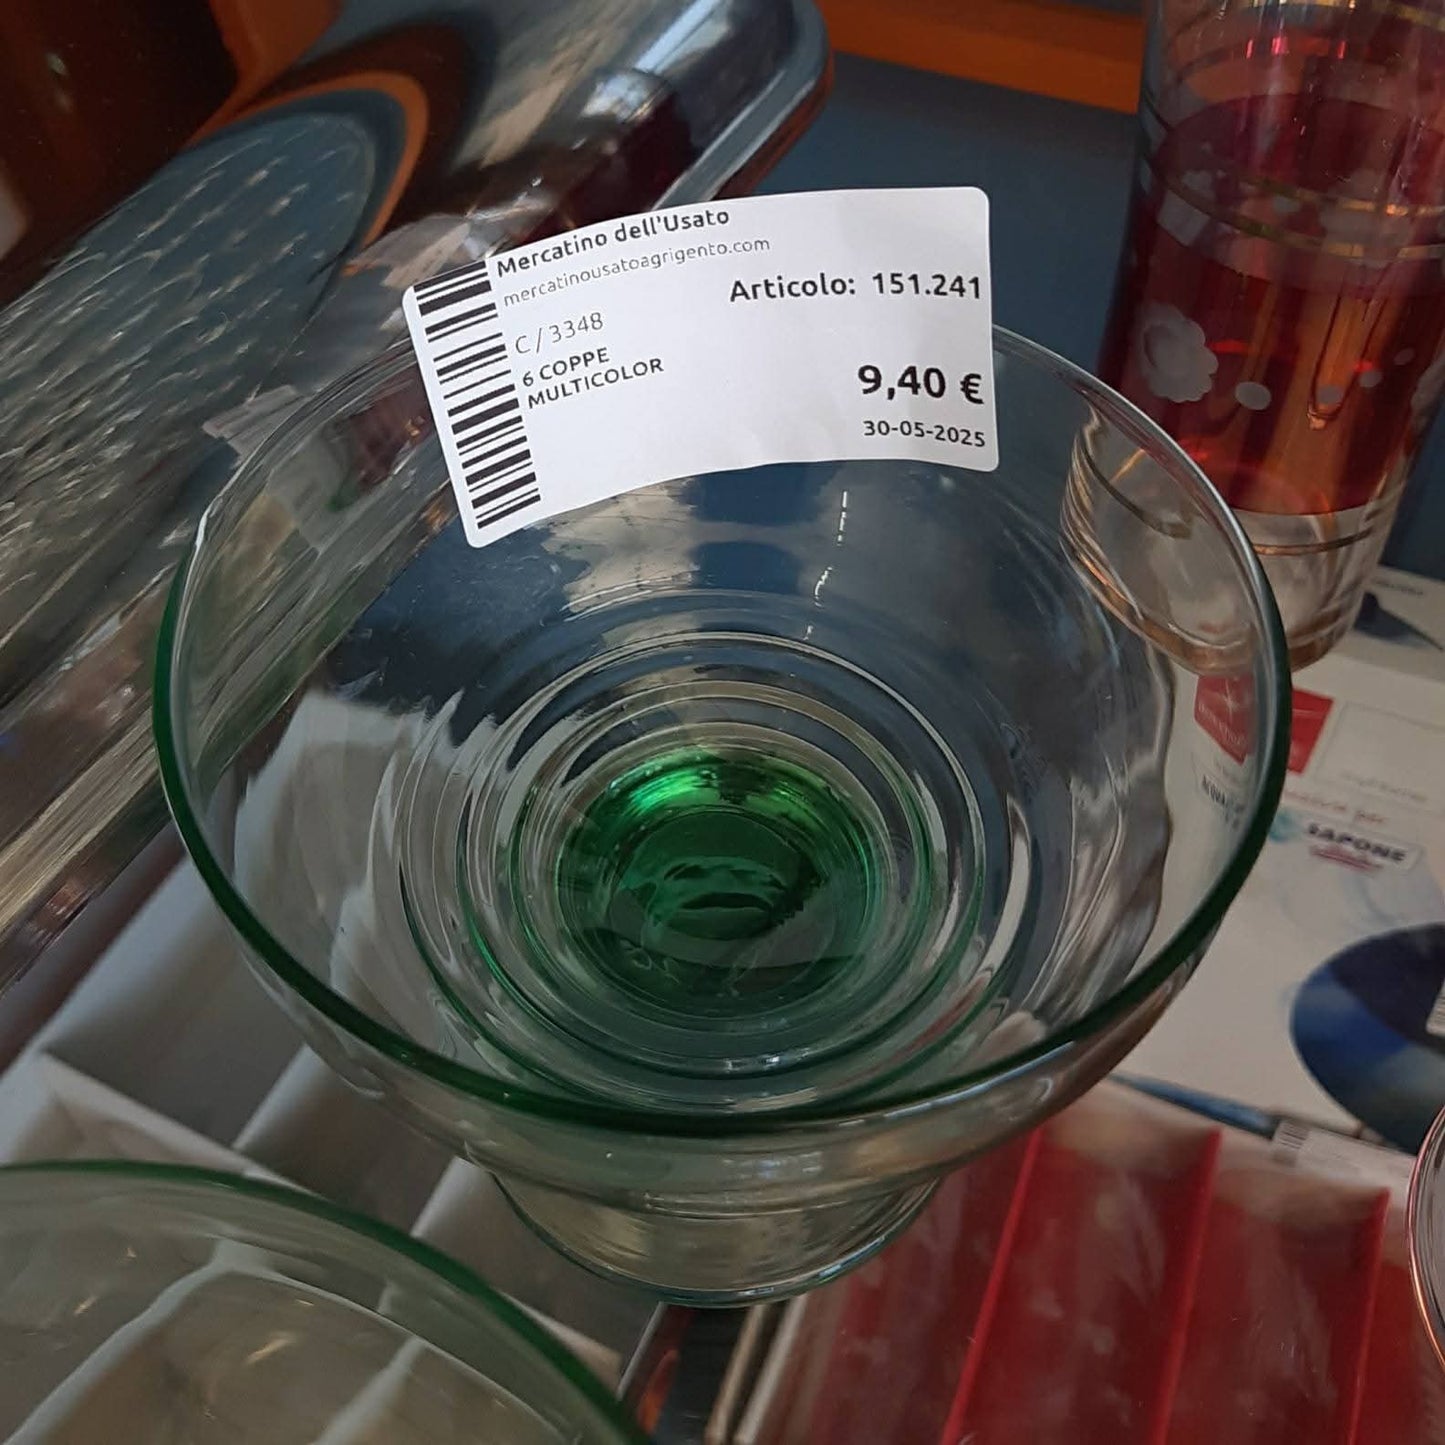 Mercatino dell'Usato
mercatinousatoagrigento.com
Articolo: 151.241
C/3348
6 COPPE
MULTICOLOR
9,40 €
30-05-2025
SAPONE